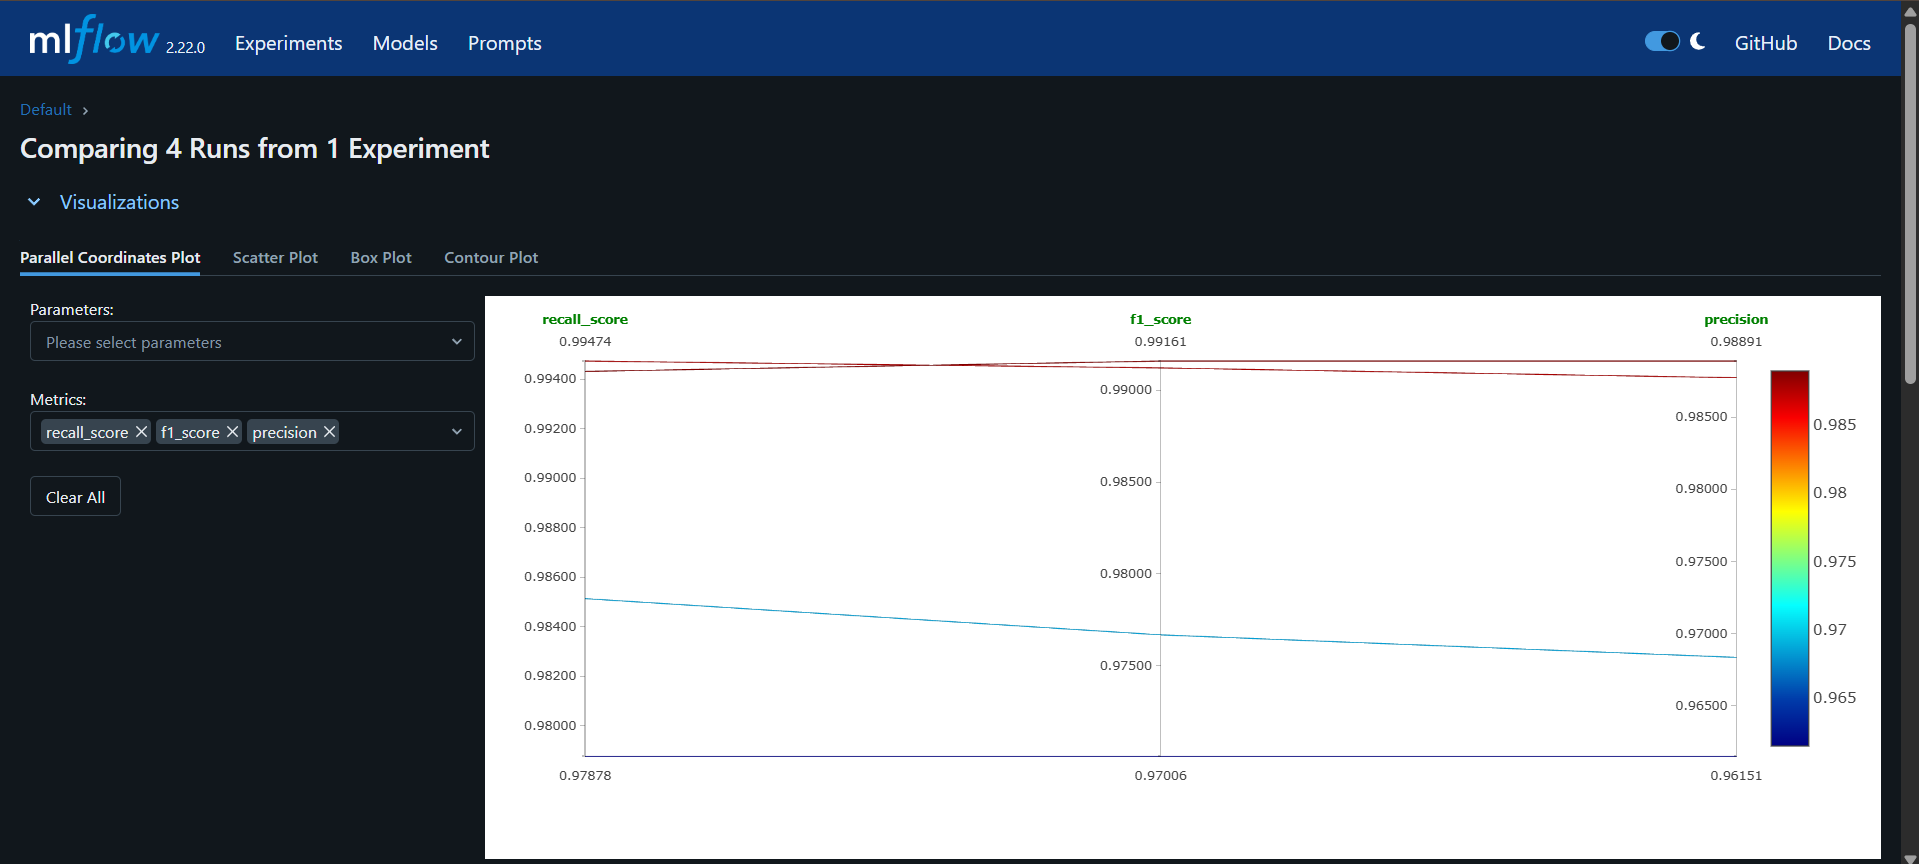 mlflow 2.22.0 Experiments Models Prompts GitHub Docs
Default
Comparing 4 Runs from 1 Experiment
Visualizations
Parallel Coordinates Plot Scatter Plot Box Plot Contour Plot
Parameters:
Please select parameters
Metrics:
recall_score f1_score precision
Clear All
recall_score f1_score precision
0.99474 0.99161 0.98891
0.99400
0.99200
0.99000
0.98800
0.98600
0.98400
0.98200
0.98000
0.97878
0.99000
0.98500
0.98000
0.97500
0.97006
0.98500
0.98000
0.97500
0.97000
0.96500
0.96151
0.985
0.98
0.975
0.97
0.965